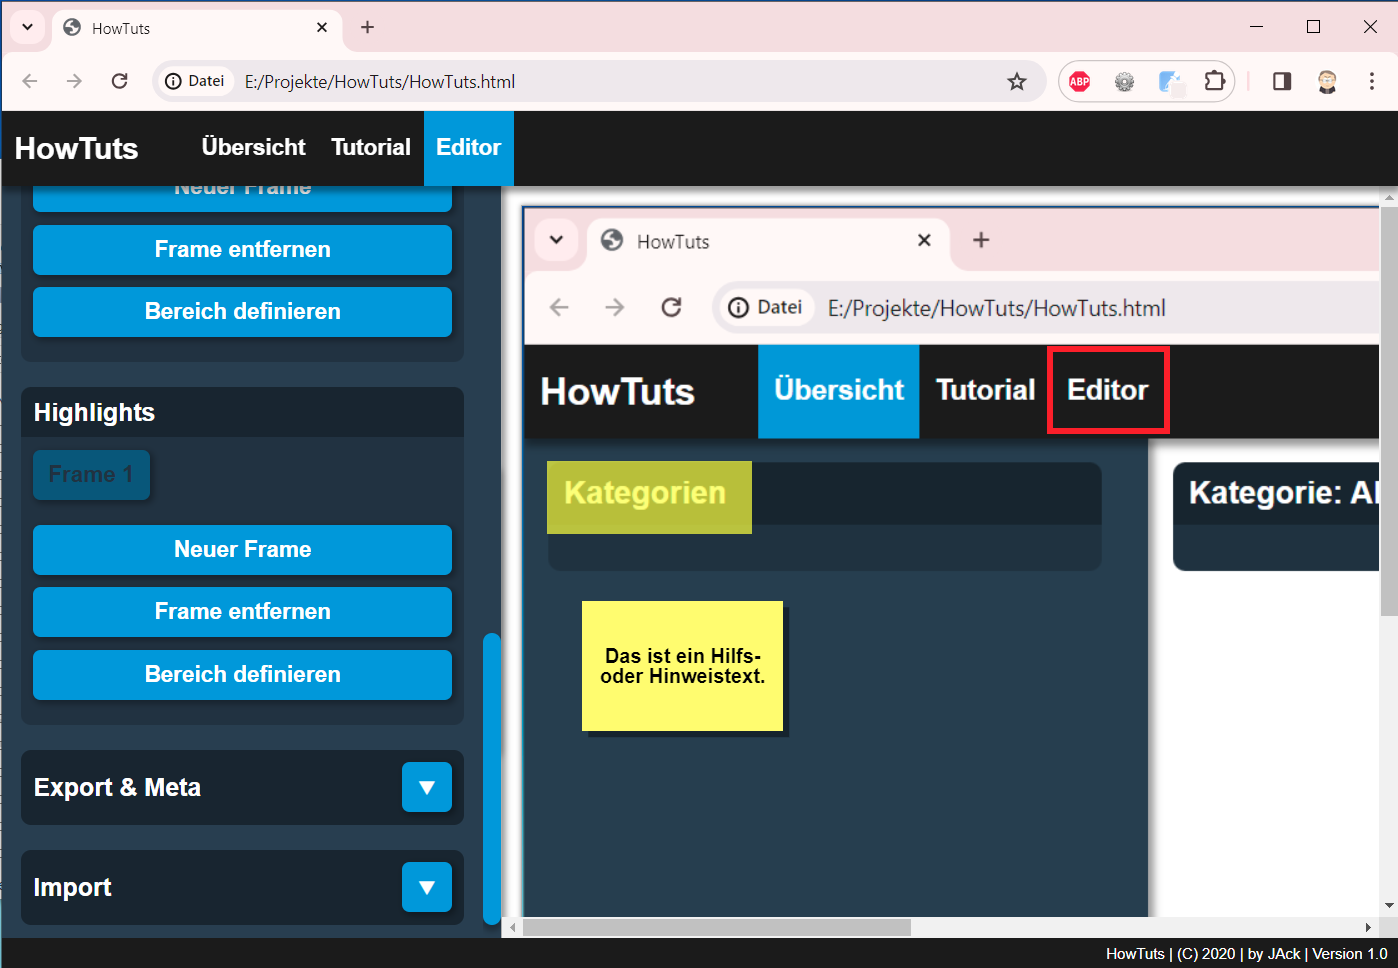 HowTuts
Datei E:/Projekte/HowTuts/HowTuts.html
ABP
HowTuts Übersicht Tutorial Editor
Neuer Frame
Frame entfernen
Bereich definieren
Highlights
Frame 1
Neuer Frame
Frame entfernen
Bereich definieren
Export & Meta
Import
HowTuts
Datei E:/Projekte/HowTuts/HowTuts.html
HowTuts Übersicht Tutorial Editor
Kategorien
Kategorie: Al
Das ist ein Hilfs-
oder Hinweistext.
HowTuts | (C) 2020 | by JAck | Version 1.0